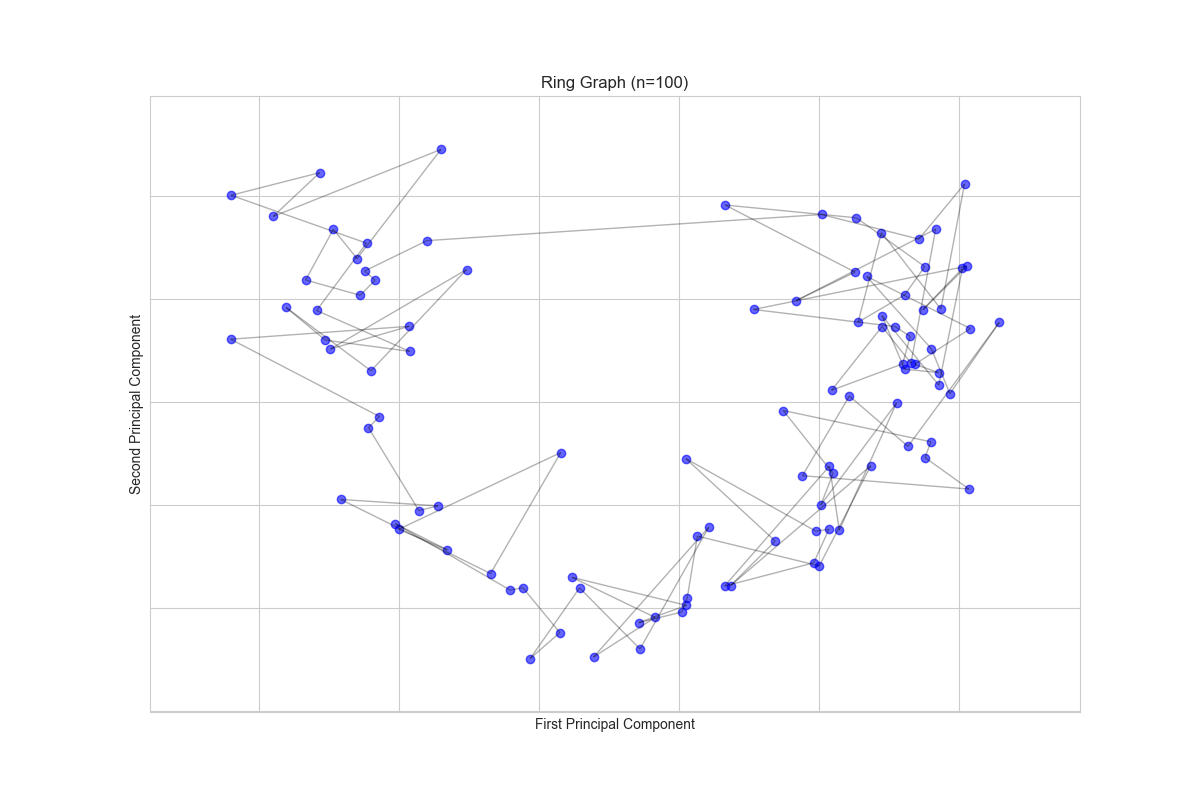 Ring Graph (n=100)
Second Principal Component
First Principal Component